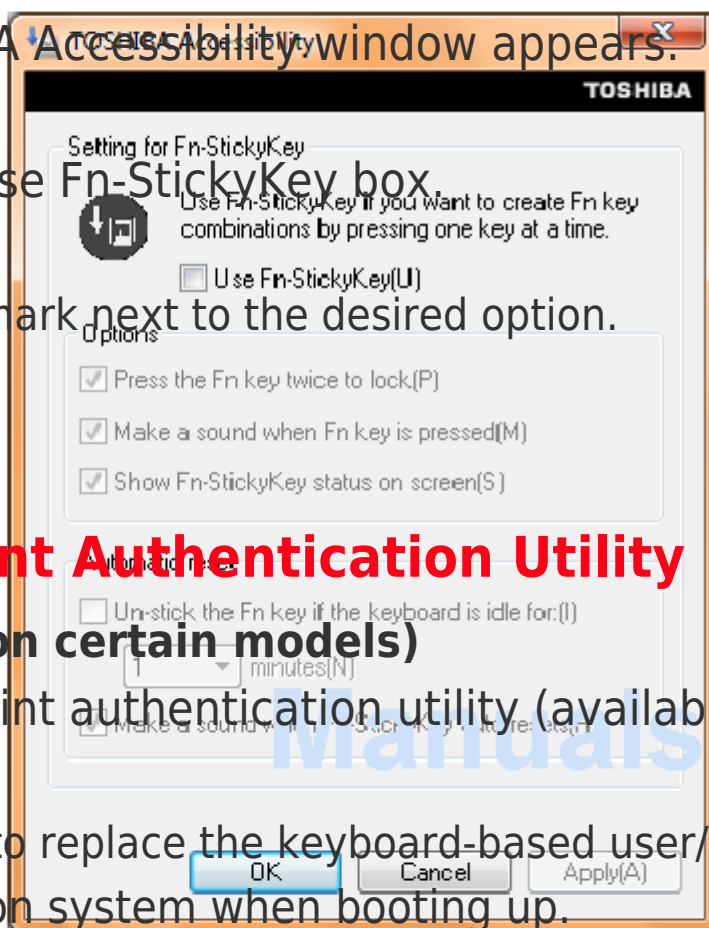 A Accessibility window appears.
TOSHIBA Accessibility
TOSHIBA
Setting for Fn-StickyKey
se Fn-StickyKey box.
Use Fn-StickyKey if you want to create Fn key
combinations by pressing one key at a time.
Use Fn-StickyKey(U)
mark next to the desired option.
Options
Press the Fn key twice to lock(P)
Make a sound when Fn key is pressed(M)
Show Fn-StickyKey status on screen(S)
nt Authentication Utility
Automatic reset
Un-stick the Fn key if the keyboard is idle for:(I)
on certain models)
1 minutes(N)
int authentication utility (availab
Make a sound
Manuals
to replace the keyboard-based user/
OK Cancel Apply(A)
on system when booting up.